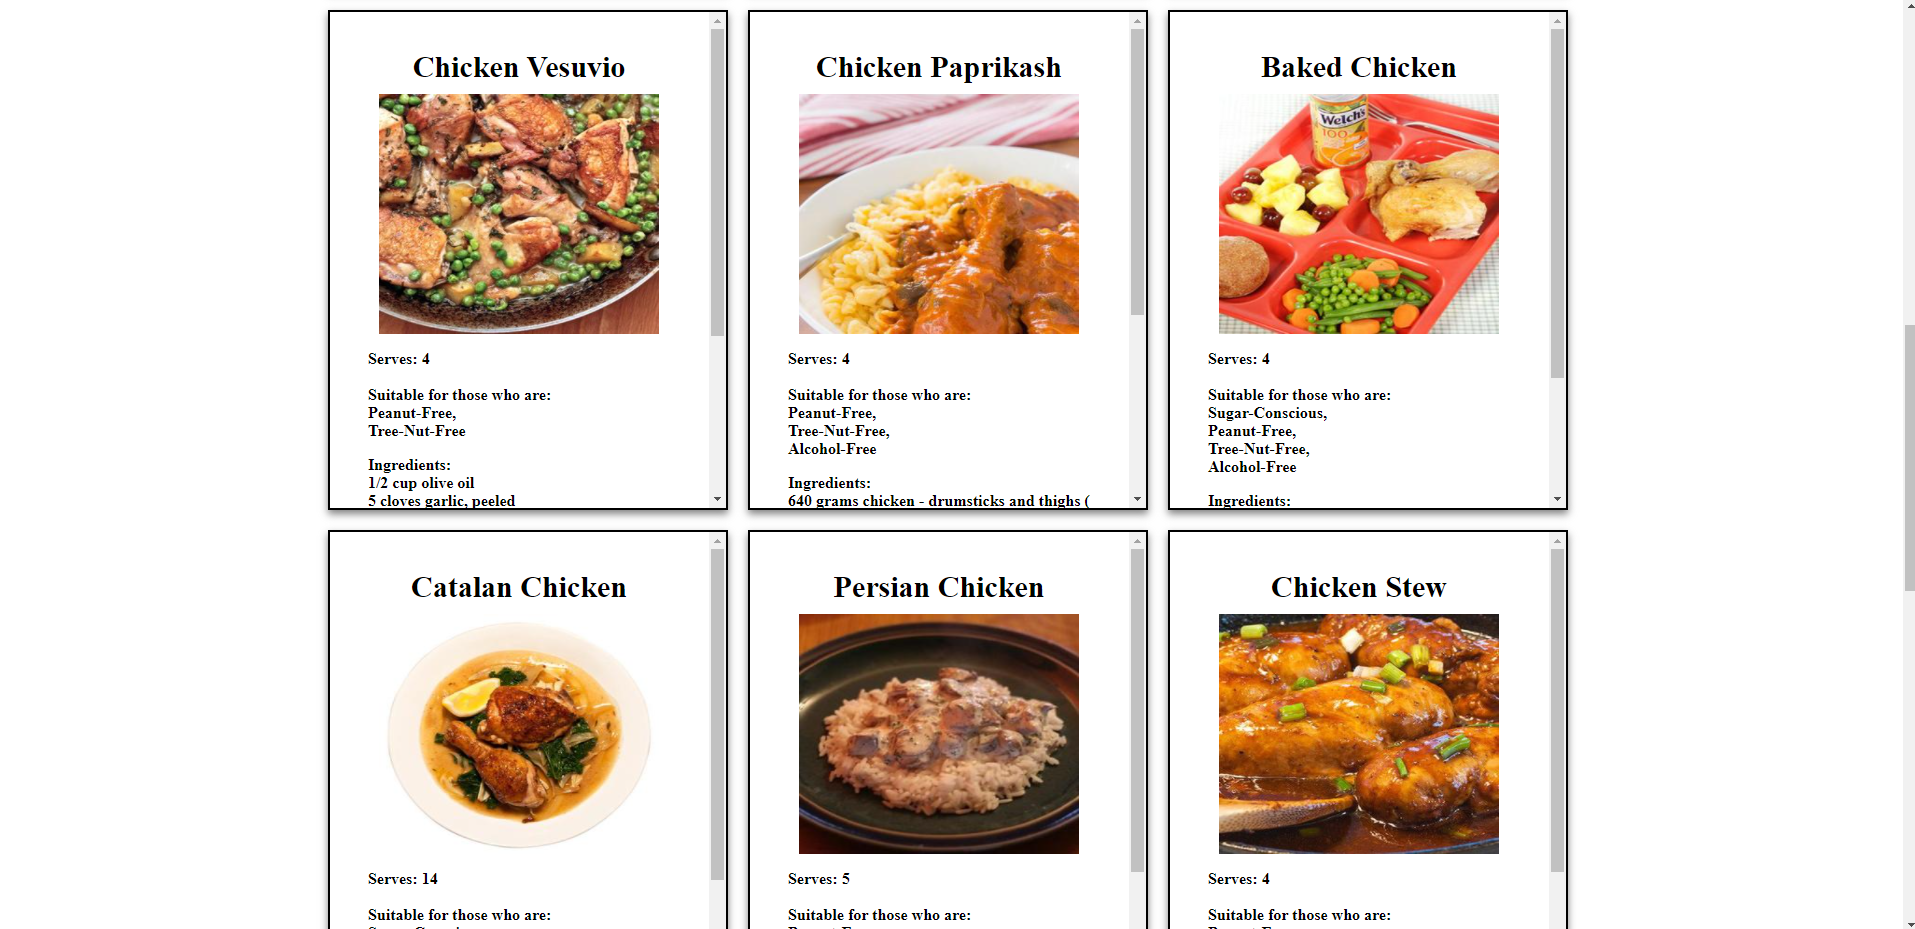 Chicken Vesuvio
Serves: 4
Suitable for those who are:
Peanut-Free,
Tree-Nut-Free
Ingredients:
1/2 cup olive oil
5 cloves garlic, peeled
Chicken Paprikash
Serves: 4
Suitable for those who are:
Peanut-Free,
Tree-Nut-Free,
Alcohol-Free
Ingredients:
640 grams chicken - drumsticks and thighs (
Baked Chicken
Welch's
100
Serves: 4
Suitable for those who are:
Sugar-Conscious,
Peanut-Free,
Tree-Nut-Free,
Alcohol-Free
Ingredients:
Catalan Chicken
Serves: 14
Suitable for those who are:
Persian Chicken
Serves: 5
Suitable for those who are:
Chicken Stew
Serves: 4
Suitable for those who are: